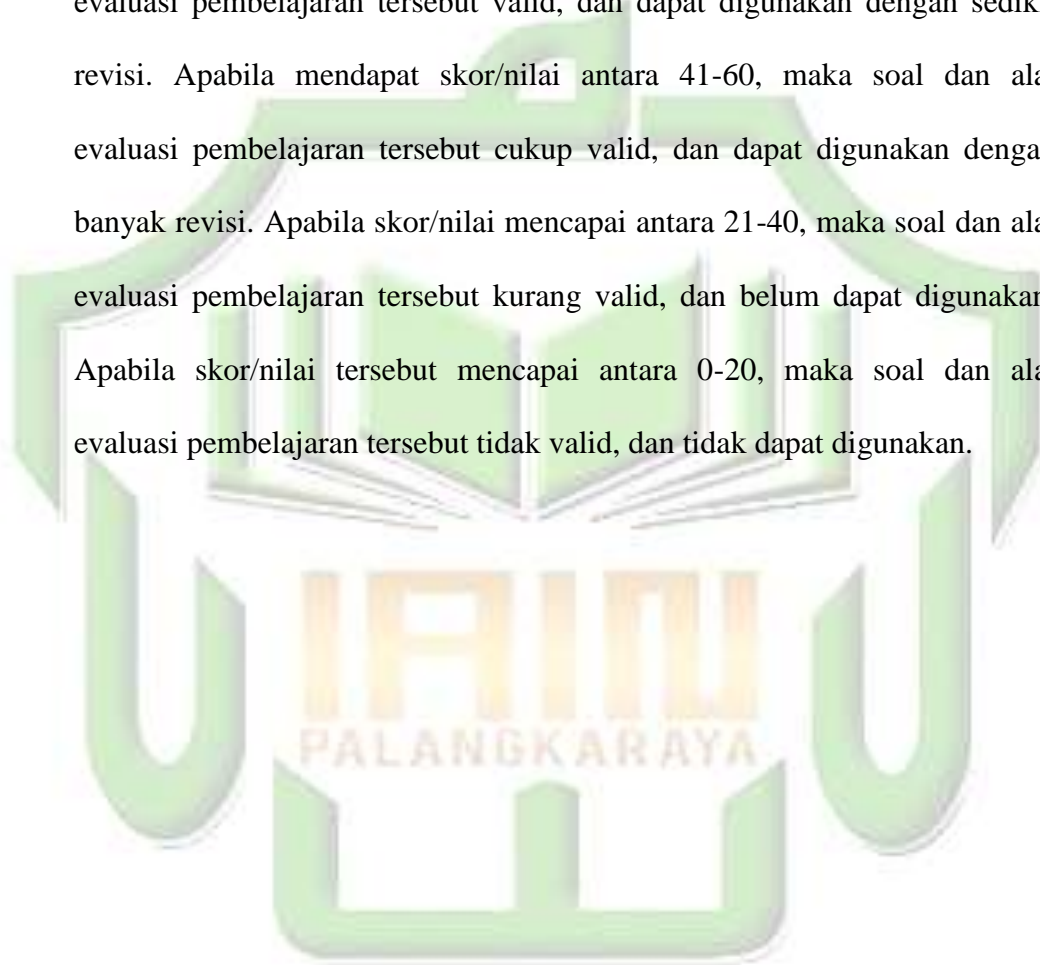 evaluasi pembelajaran tersebut valid, dan dapat digunakan dengan sediki
revisi. Apabila mendapat skor/nilai antara 41-60, maka soal dan ala
evaluasi pembelajaran tersebut cukup valid, dan dapat digunakan denga
banyak revisi. Apabila skor/nilai mencapai antara 21-40, maka soal dan ala
evaluasi pembelajaran tersebut kurang valid, dan belum dapat digunakan
Apabila skor/nilai tersebut mencapai antara 0-20, maka soal dan ala
evaluasi pembelajaran tersebut tidak valid, dan tidak dapat digunakan.
IAIN
PALANGKARAYA